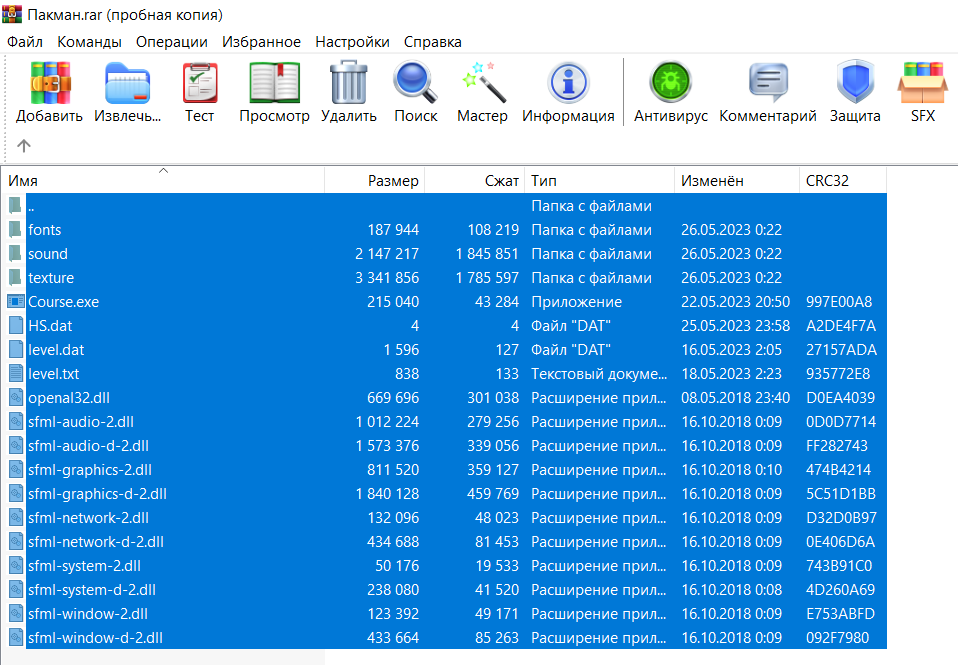 Пакман.rar (пробная копия)
Файл Команды Операции Избранное Настройки Справка
Добавить Извлечь... Тест Просмотр Удалить Поиск Мастер Информация Антивирус Комментарий Защита SFX
Имя Размер Сжат Тип Изменён CRC32
.. Папка с файлами
fonts 187 944 108 219 Папка с файлами 26.05.2023 0:22
sound 2 147 217 1 845 851 Папка с файлами 26.05.2023 0:22
texture 3 341 856 1 785 597 Папка с файлами 26.05.2023 0:22
Course.exe 215 040 43 284 Приложение 22.05.2023 20:50 997E00A8
HS.dat 4 4 Файл "DAT" 25.05.2023 23:58 A2DE4F7A
level.dat 1 596 127 Файл "DAT" 16.05.2023 2:05 27157ADA
level.txt 838 133 Текстовый докуме... 18.05.2023 2:23 935772E8
openal32.dll 669 696 301 038 Расширение прил... 08.05.2018 23:40 D0EA4039
sfml-audio-2.dll 1 012 224 279 256 Расширение прил... 16.10.2018 0:09 0D0D7714
sfml-audio-d-2.dll 1 573 376 339 056 Расширение прил... 16.10.2018 0:09 FF282743
sfml-graphics-2.dll 811 520 359 127 Расширение прил... 16.10.2018 0:10 474B4214
sfml-graphics-d-2.dll 1 840 128 459 769 Расширение прил... 16.10.2018 0:09 5C51D1BB
sfml-network-2.dll 132 096 48 023 Расширение прил... 16.10.2018 0:09 D32D0B97
sfml-network-d-2.dll 434 688 81 453 Расширение прил... 16.10.2018 0:09 0E406D6A
sfml-system-2.dll 50 176 19 533 Расширение прил... 16.10.2018 0:09 743B91C0
sfml-system-d-2.dll 238 080 41 520 Расширение прил... 16.10.2018 0:08 4D260A69
sfml-window-2.dll 123 392 49 171 Расширение прил... 16.10.2018 0:09 E753ABFD
sfml-window-d-2.dll 433 664 85 263 Расширение прил... 16.10.2018 0:09 092F7980